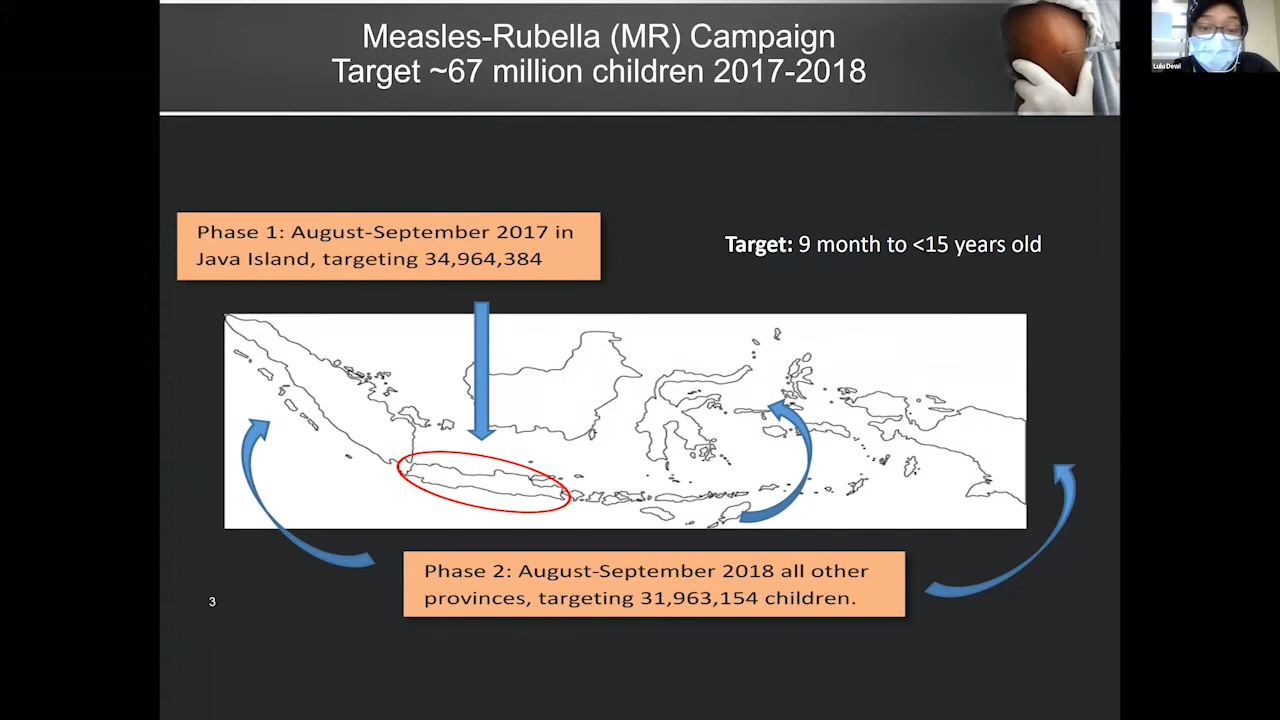 Measles-Rubella (MR) Campaign
Target ~67 million children 2017-2018
Lulu Dewi
Phase 1: August-September 2017 in
Java Island, targeting 34,964,384
Target: 9 month to <15 years old
Phase 2: August-September 2018 all other
provinces, targeting 31,963,154 children.
3